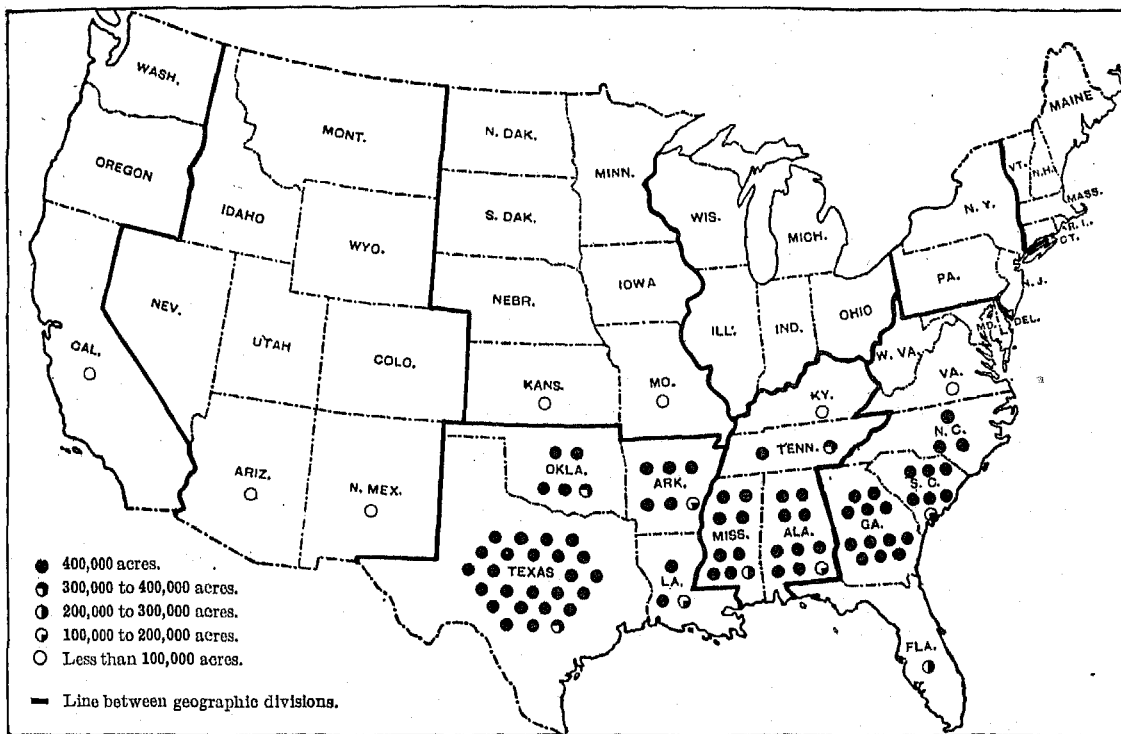 WASH.
MONT.
N. DAK.
MINN.
MAINE
OREGON
IDAHO
S. DAK.
WIS.
MICH.
VT.
N.H.
MASS.
N. Y.
R. I.
CT.
WYO.
NEBR.
IOWA
PA.
N. J.
NEV.
UTAH
COLO.
ILL.
IND.
OHIO
MD.
DEL.
W. VA.
CAL.
KANS.
MO.
KY.
VA.
ARIZ.
N. MEX.
OKLA.
ARK.
TENN.
N. C.
S. C.
TEXAS
MISS.
ALA.
GA.
LA.
FLA.
400,000 acres.
300,000 to 400,000 acres.
200,000 to 300,000 acres.
100,000 to 200,000 acres.
Less than 100,000 acres.
Line between geographic divisions.